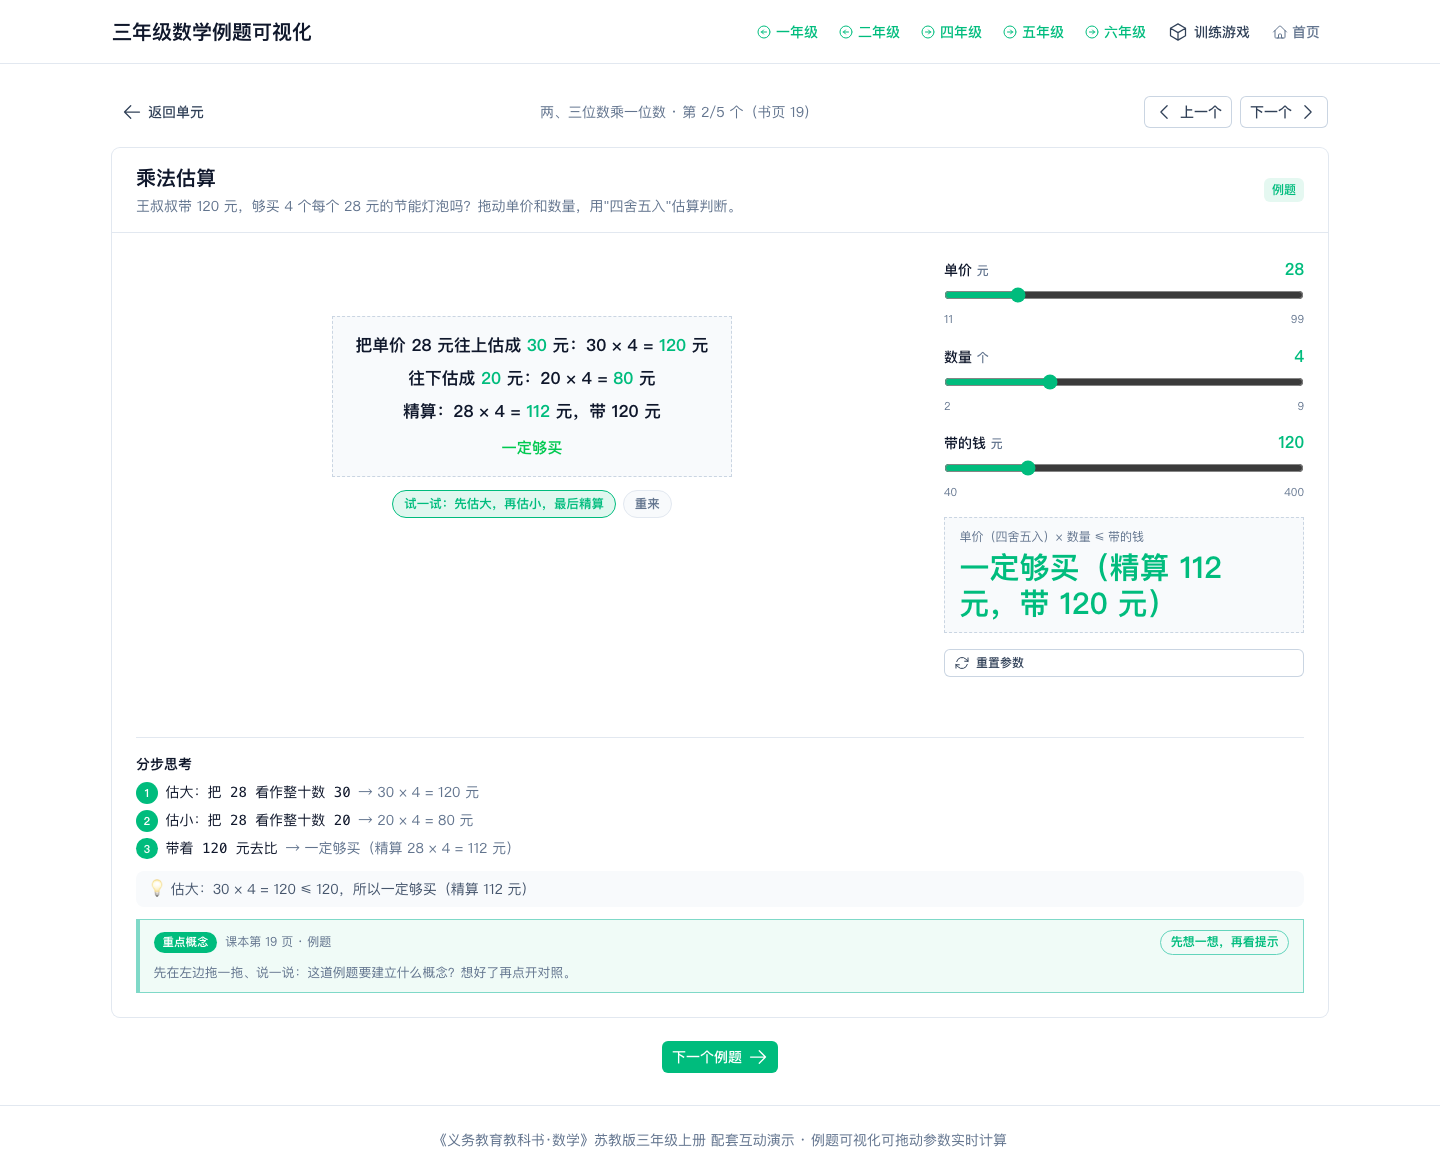 三年级数学例题可视化
一年级
二年级
四年级
五年级
六年级
训练游戏
首页
返回单元
两、三位数乘一位数 · 第 2/5 个（书页 19）
上一个
下一个
乘法估算
王叔叔带 120 元，够买 4 个每个 28 元的节能灯泡吗？拖动单价和数量，用"四舍五入"估算判断。
例题
把单价 28 元往上估成 30 元：30 × 4 = 120 元
往下估成 20 元：20 × 4 = 80 元
精算：28 × 4 = 112 元，带 120 元
一定够买
试一试：先估大，再估小，最后精算
重来
单价 元
28
11
99
数量 个
4
2
9
带的钱 元
120
40
400
单价（四舍五入）× 数量 ≤ 带的钱
一定够买（精算 112
元，带 120 元）
重置参数
分步思考
1 估大：把 28 看作整十数 30 → 30 × 4 = 120 元
2 估小：把 28 看作整十数 20 → 20 × 4 = 80 元
3 带着 120 元去比 → 一定够买（精算 28 × 4 = 112 元）
💡 估大：30 × 4 = 120 ≤ 120，所以一定够买（精算 112 元）
重点概念 课本第 19 页 · 例题
先想一想，再看提示
先在左边拖一拖、说一说：这道例题要建立什么概念？想好了再点开对照。
下一个例题
《义务教育教科书·数学》苏教版三年级上册 配套互动演示 · 例题可视化可拖动参数实时计算